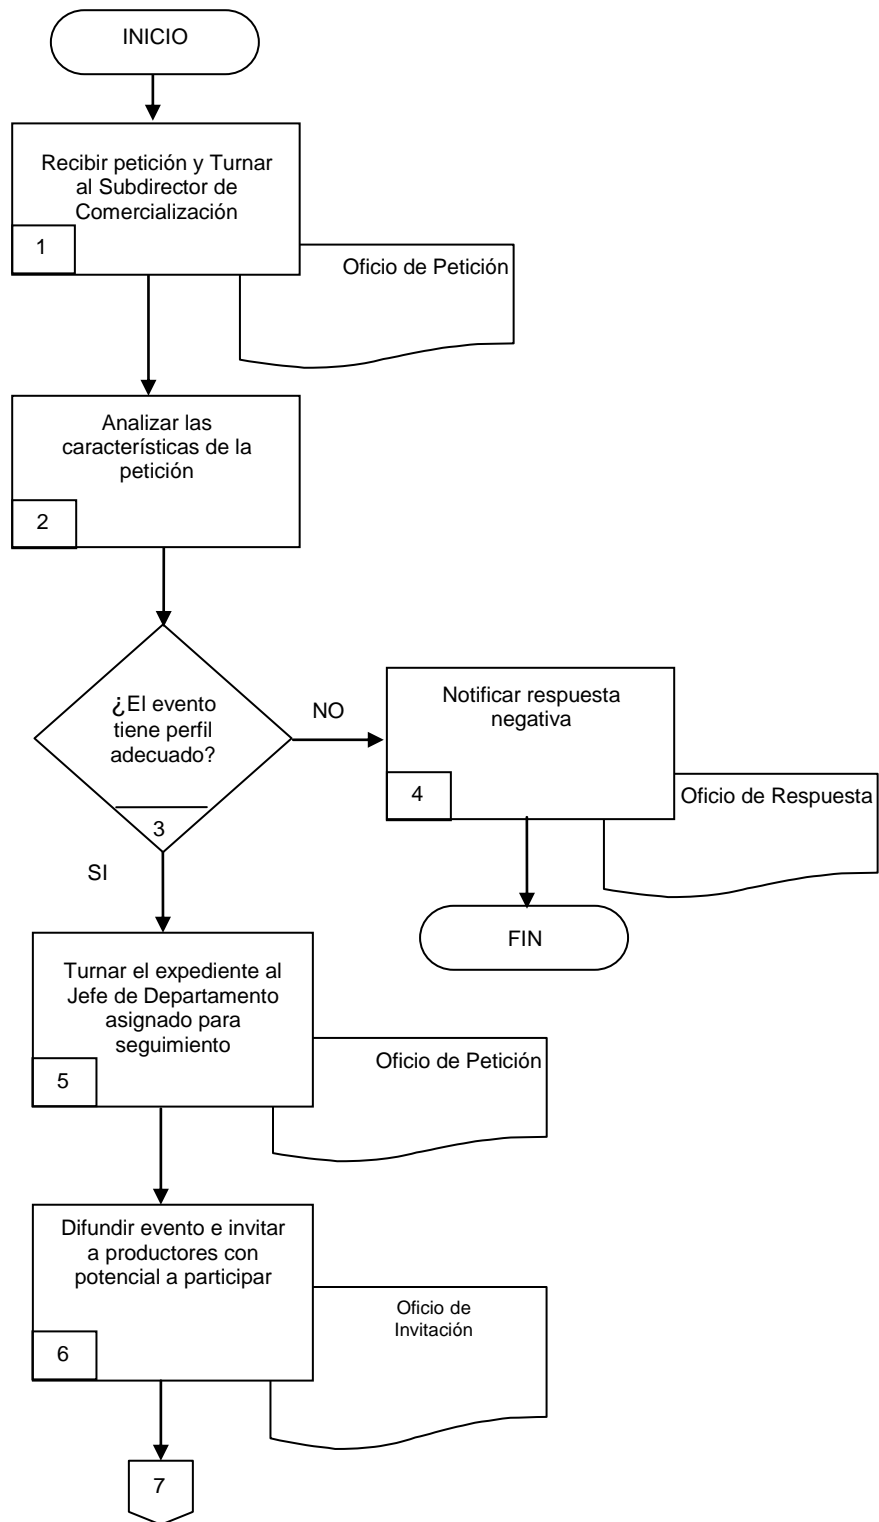 INICIO
Recibir petición y Turnar
al Subdirector de
Comercialización
1
Oficio de Petición
Analizar las
características de la
petición
2
¿El evento
tiene perfil
adecuado?
3
NO
Notificar respuesta
negativa
4
Oficio de Respuesta
FIN
SI
Turnar el expediente al
Jefe de Departamento
asignado para
seguimiento
5
Oficio de Petición
Difundir evento e invitar
a productores con
potencial a participar
6
Oficio de
Invitación
7